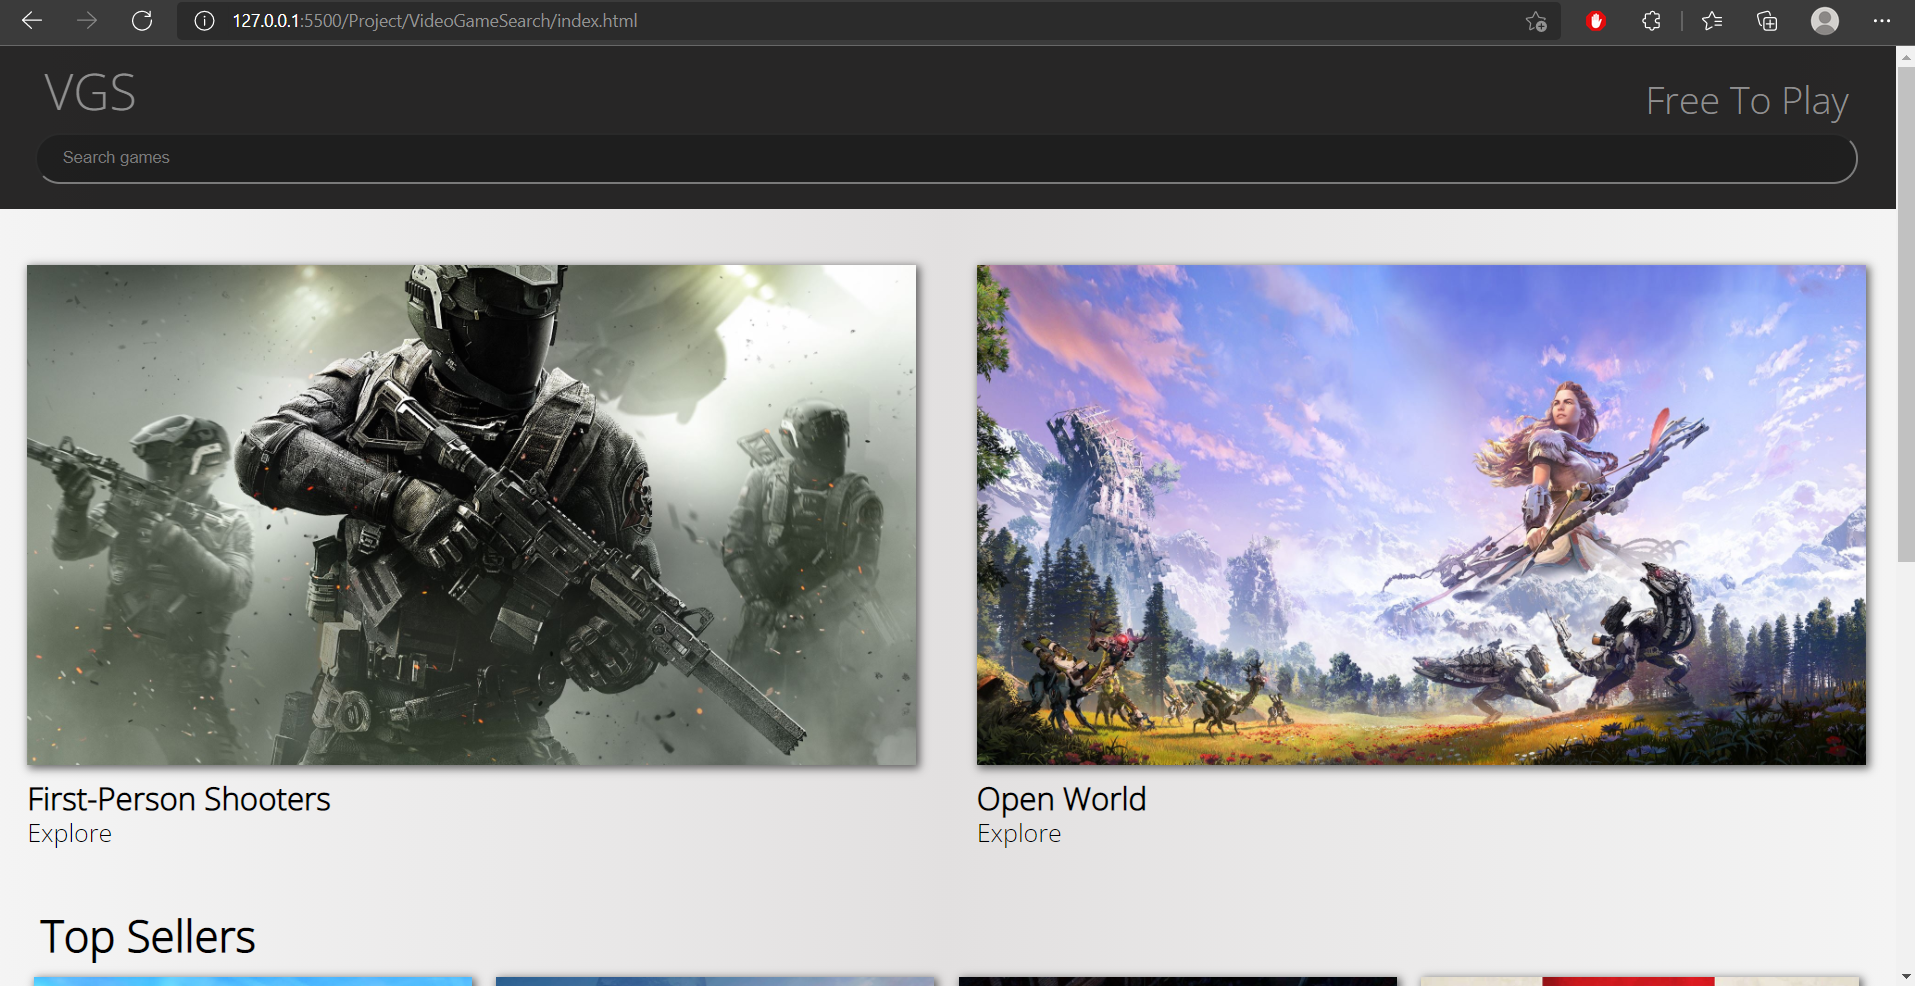 127.0.0.1:5500/Project/VideoGameSearch/index.html
VGS
Free To Play
Search games
First-Person Shooters
Explore
Open World
Explore
Top Sellers